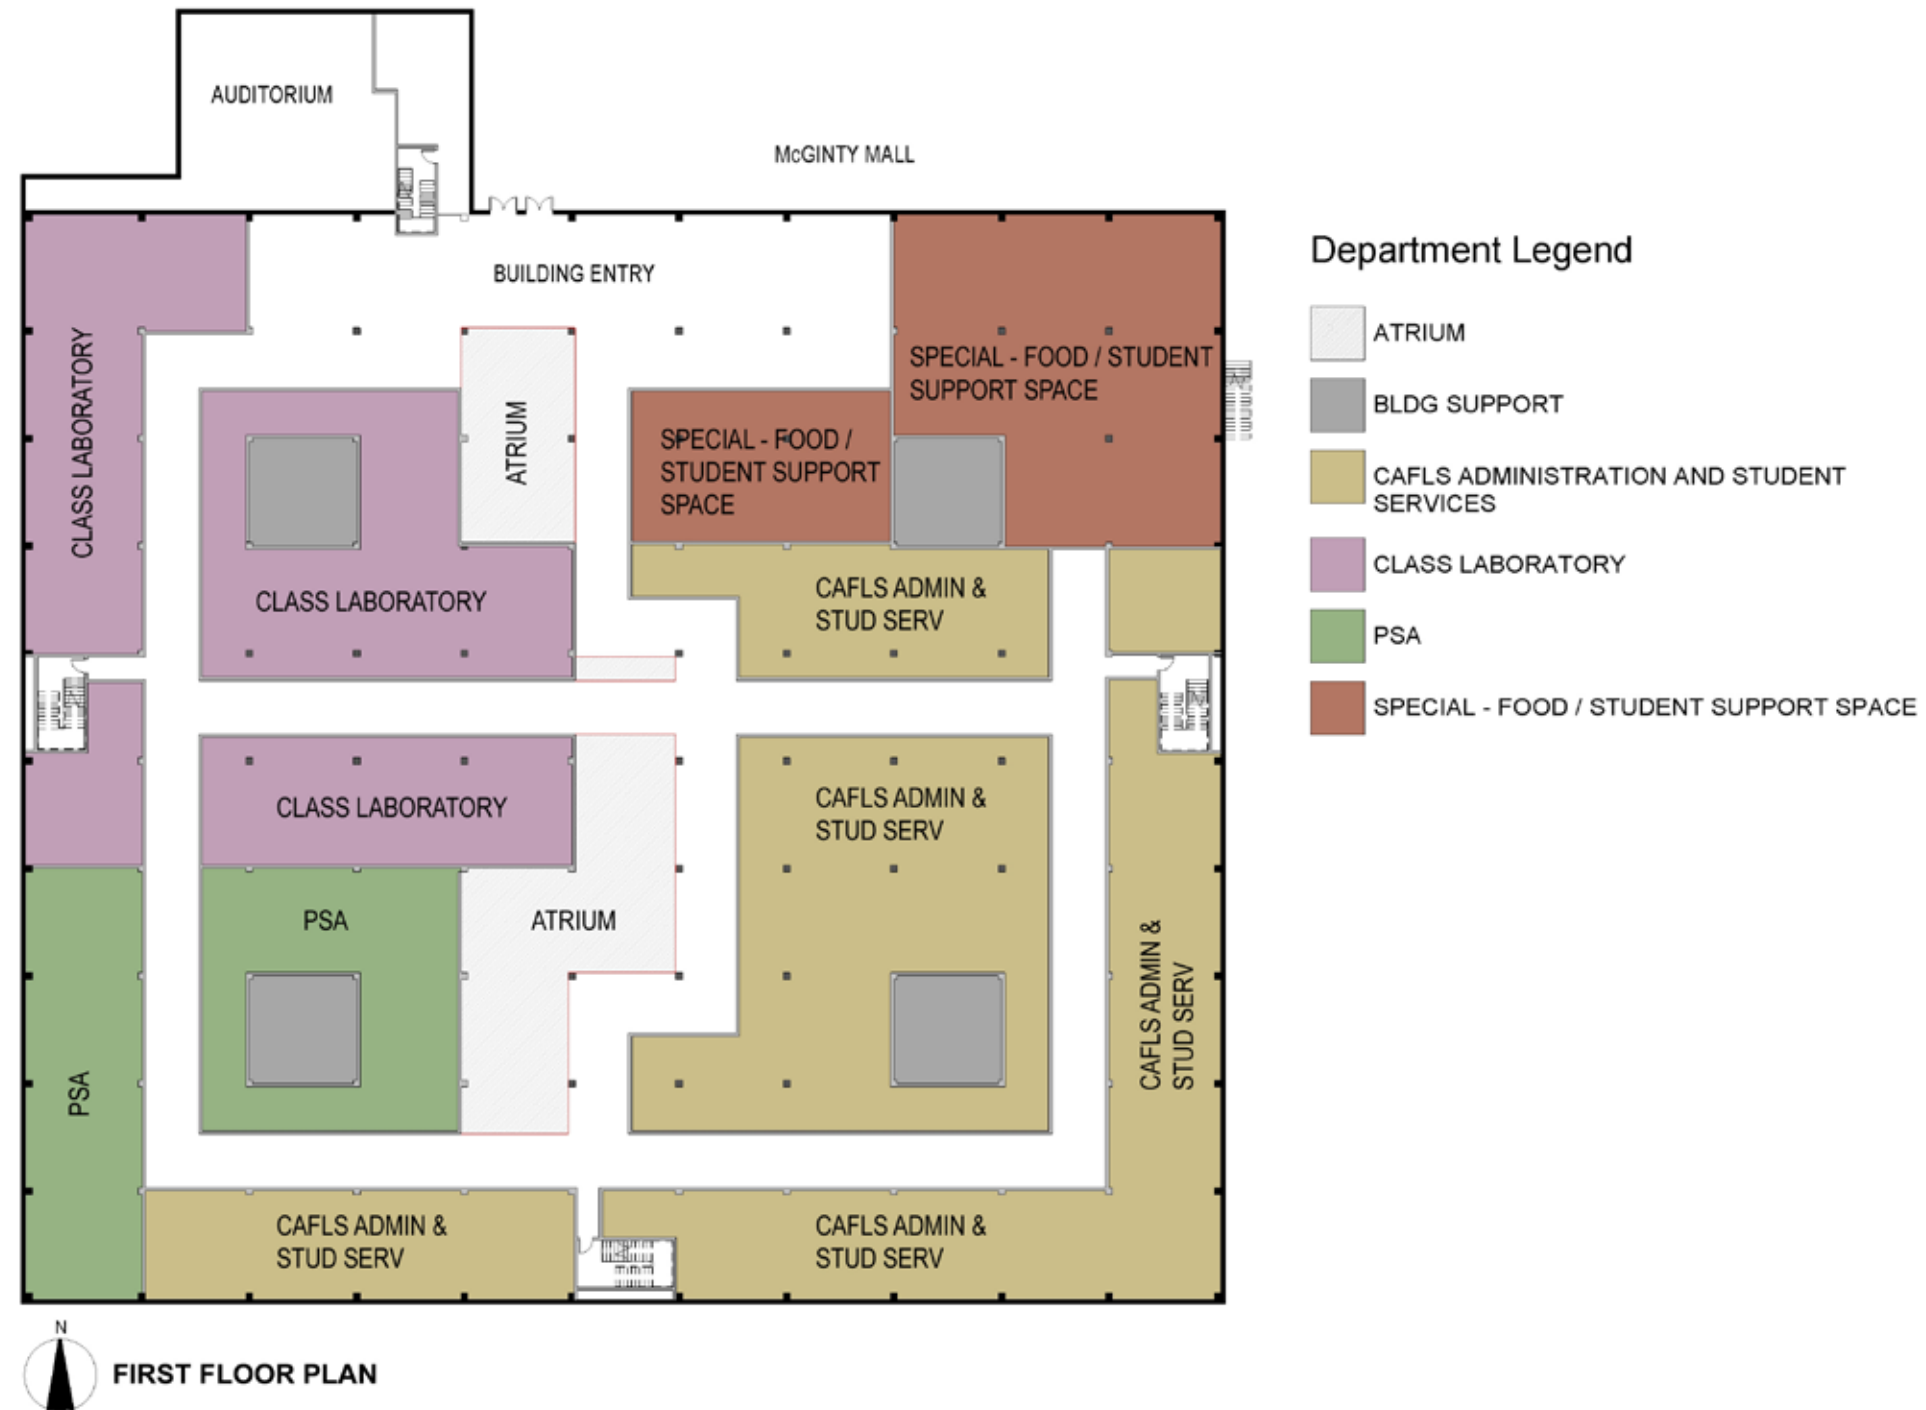 AUDITORIUM
McGINTY MALL
BUILDING ENTRY
Department Legend
ATRIUM
BLDG SUPPORT
CAFLS ADMINISTRATION AND STUDENT
SERVICES
CLASS LABORATORY
PSA
SPECIAL - FOOD / STUDENT SUPPORT SPACE
CLASS LABORATORY
ATRIUM
SPECIAL - FOOD / STUDENT
SUPPORT SPACE
SPECIAL - FOOD /
STUDENT SUPPORT
SPACE
CLASS LABORATORY
CAFLS ADMIN &
STUD SERV
CLASS LABORATORY
CAFLS ADMIN &
STUD SERV
PSA
ATRIUM
CAFLS ADMIN &
STUD SERV
PSA
CAFLS ADMIN &
STUD SERV
CAFLS ADMIN &
STUD SERV
N
FIRST FLOOR PLAN